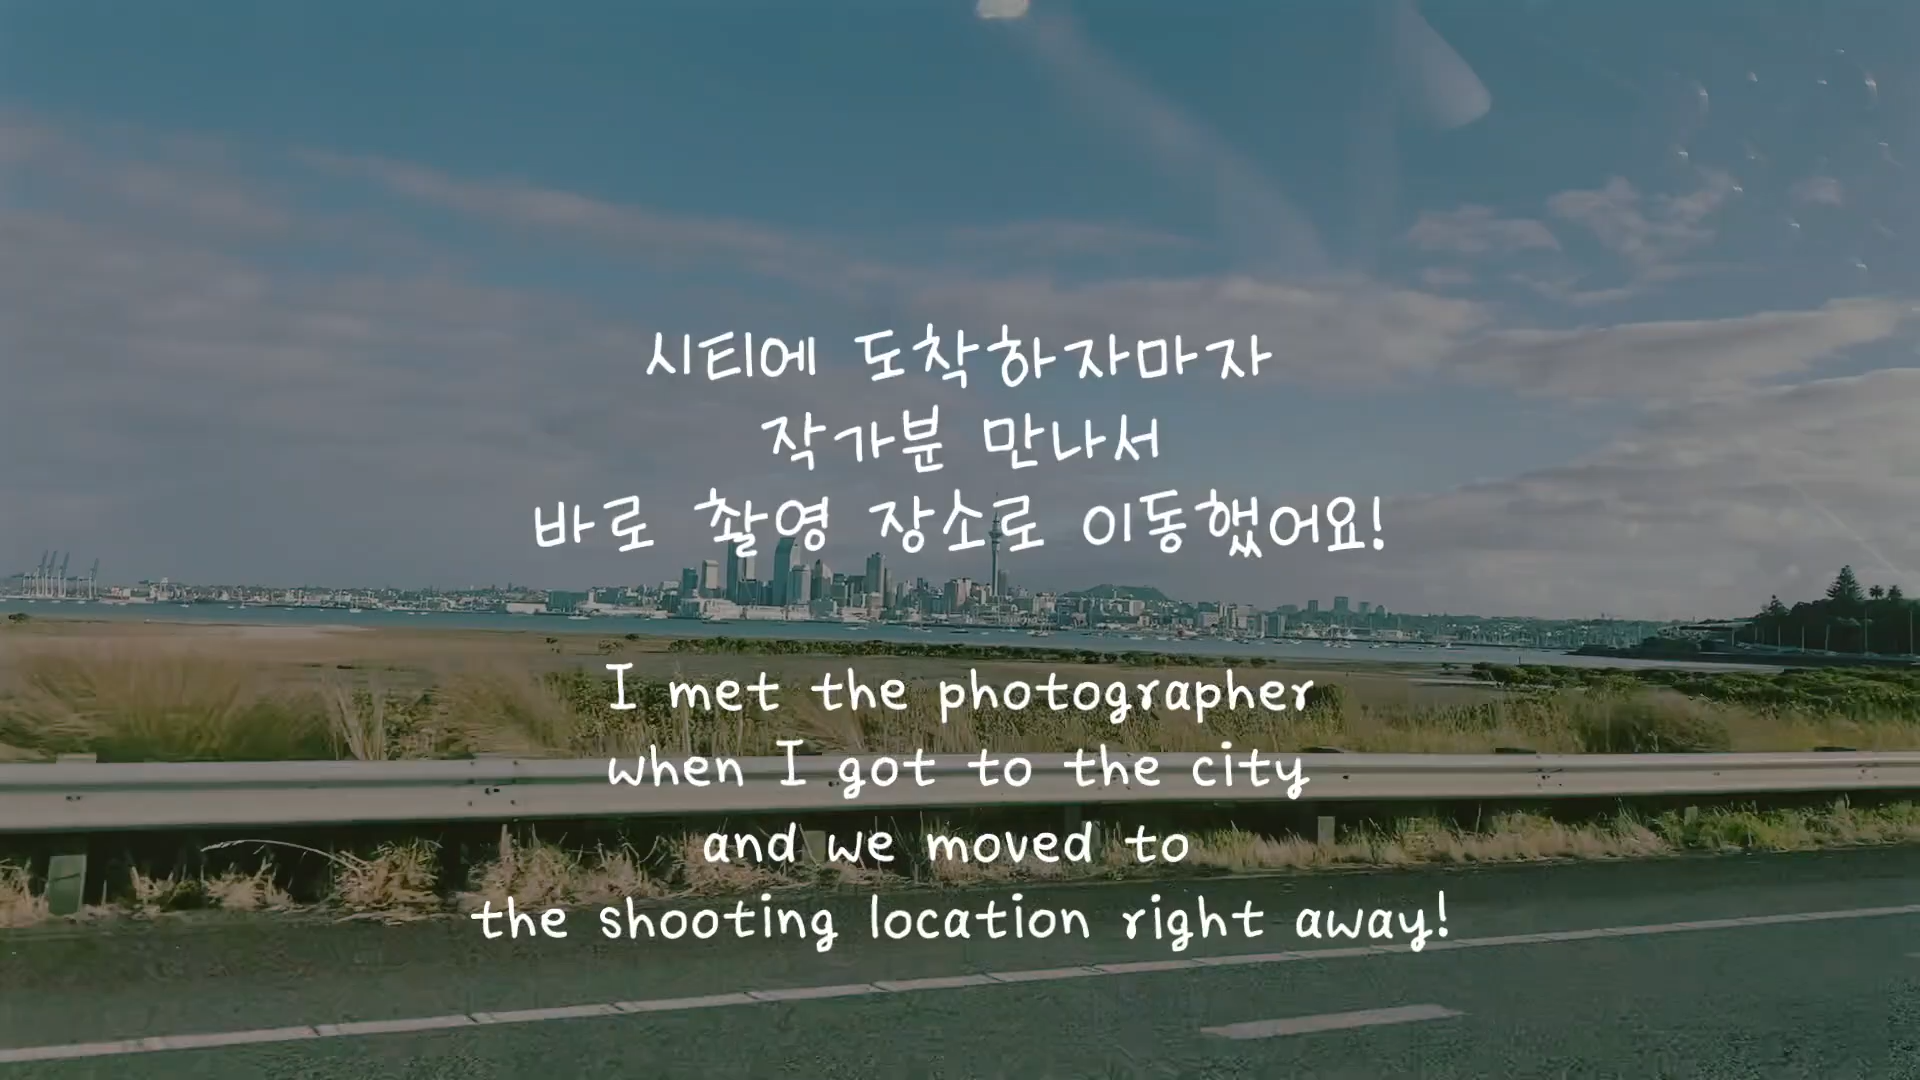 시티에 도착하자마자
작가분 만나서
바로 촬영 장소로 이동했어요!
I met the photographer
when I got to the city
and we moved to
the shooting location right away!